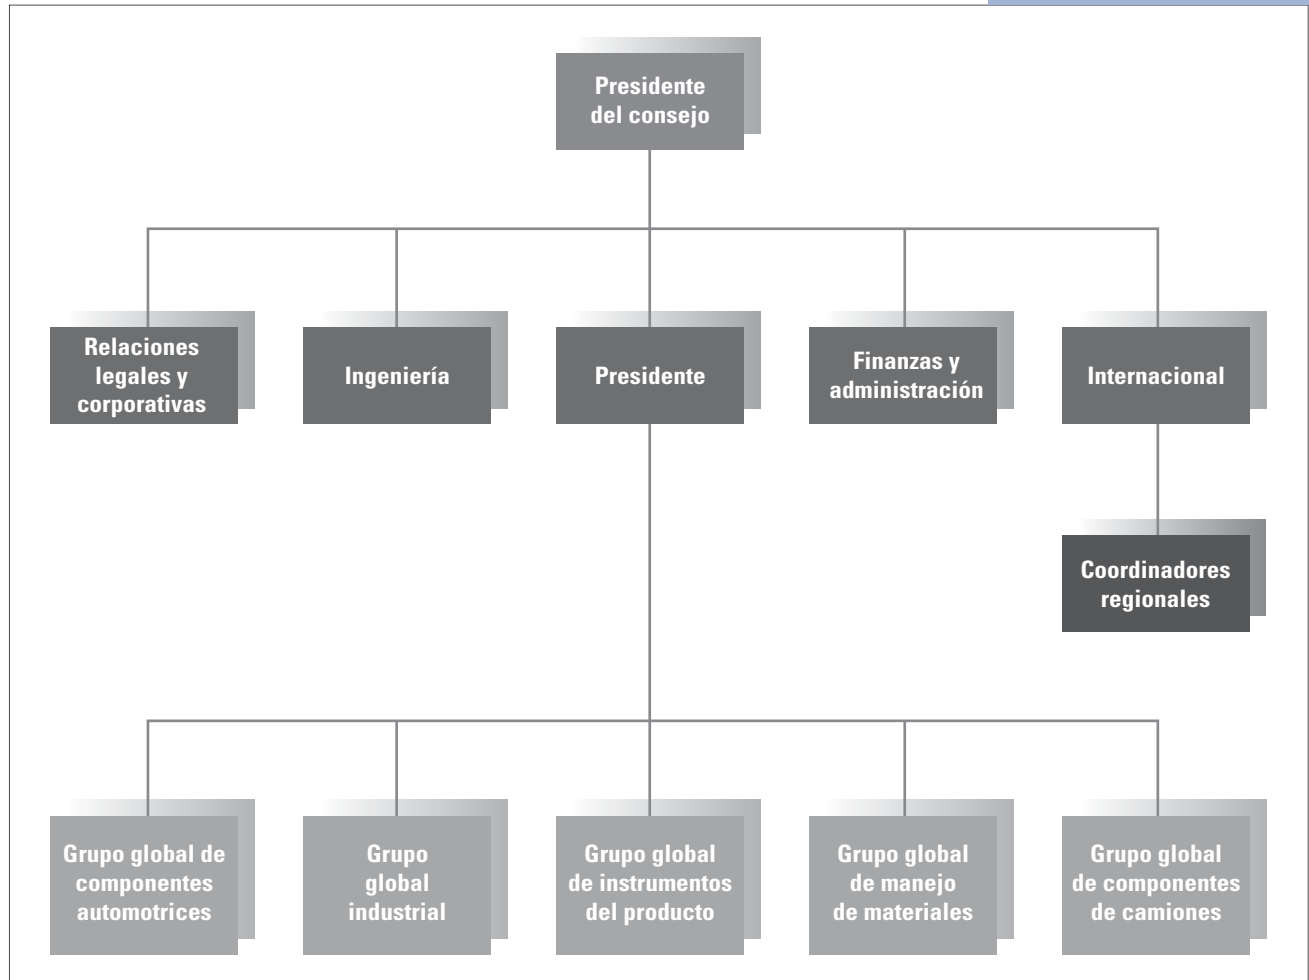 Presidente
del consejo
Relaciones
legales y
corporativas
Ingeniería
Presidente
Finanzas y
administración
Internacional
Coordinadores
regionales
Grupo global de
componentes
automotrices
Grupo
global
industrial
Grupo global
de instrumentos
del producto
Grupo global
de manejo
de materiales
Grupo global
de componentes
de camiones